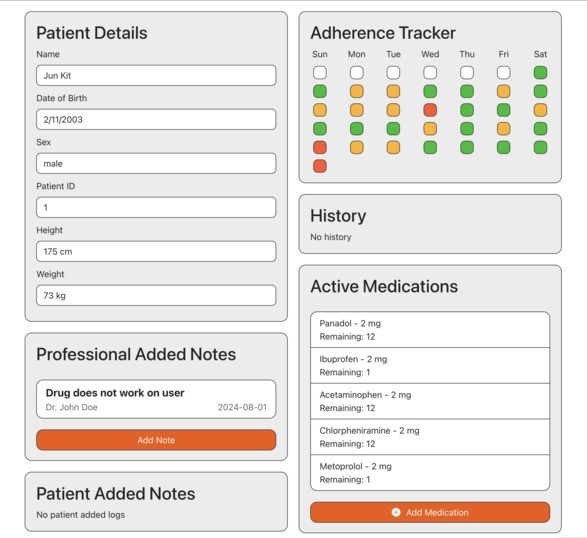 Patient Details
Name
Jun Kit
Date of Birth
2/11/2003
Sex
male
Patient ID
1
Height
175 cm
Weight
73 kg
Professional Added Notes
Drug does not work on user
Dr. John Doe 2024-08-01
Add Note
Patient Added Notes
No patient added logs
Adherence Tracker
Sun Mon Tue Wed Thu Fri Sat
History
No history
Active Medications
Panadol - 2 mg
Remaining: 12
Ibuprofen - 2 mg
Remaining: 1
Acetaminophen - 2 mg
Remaining: 12
Chlorpheniramine - 2 mg
Remaining: 12
Metoprolol - 2 mg
Remaining: 1
Add Medication